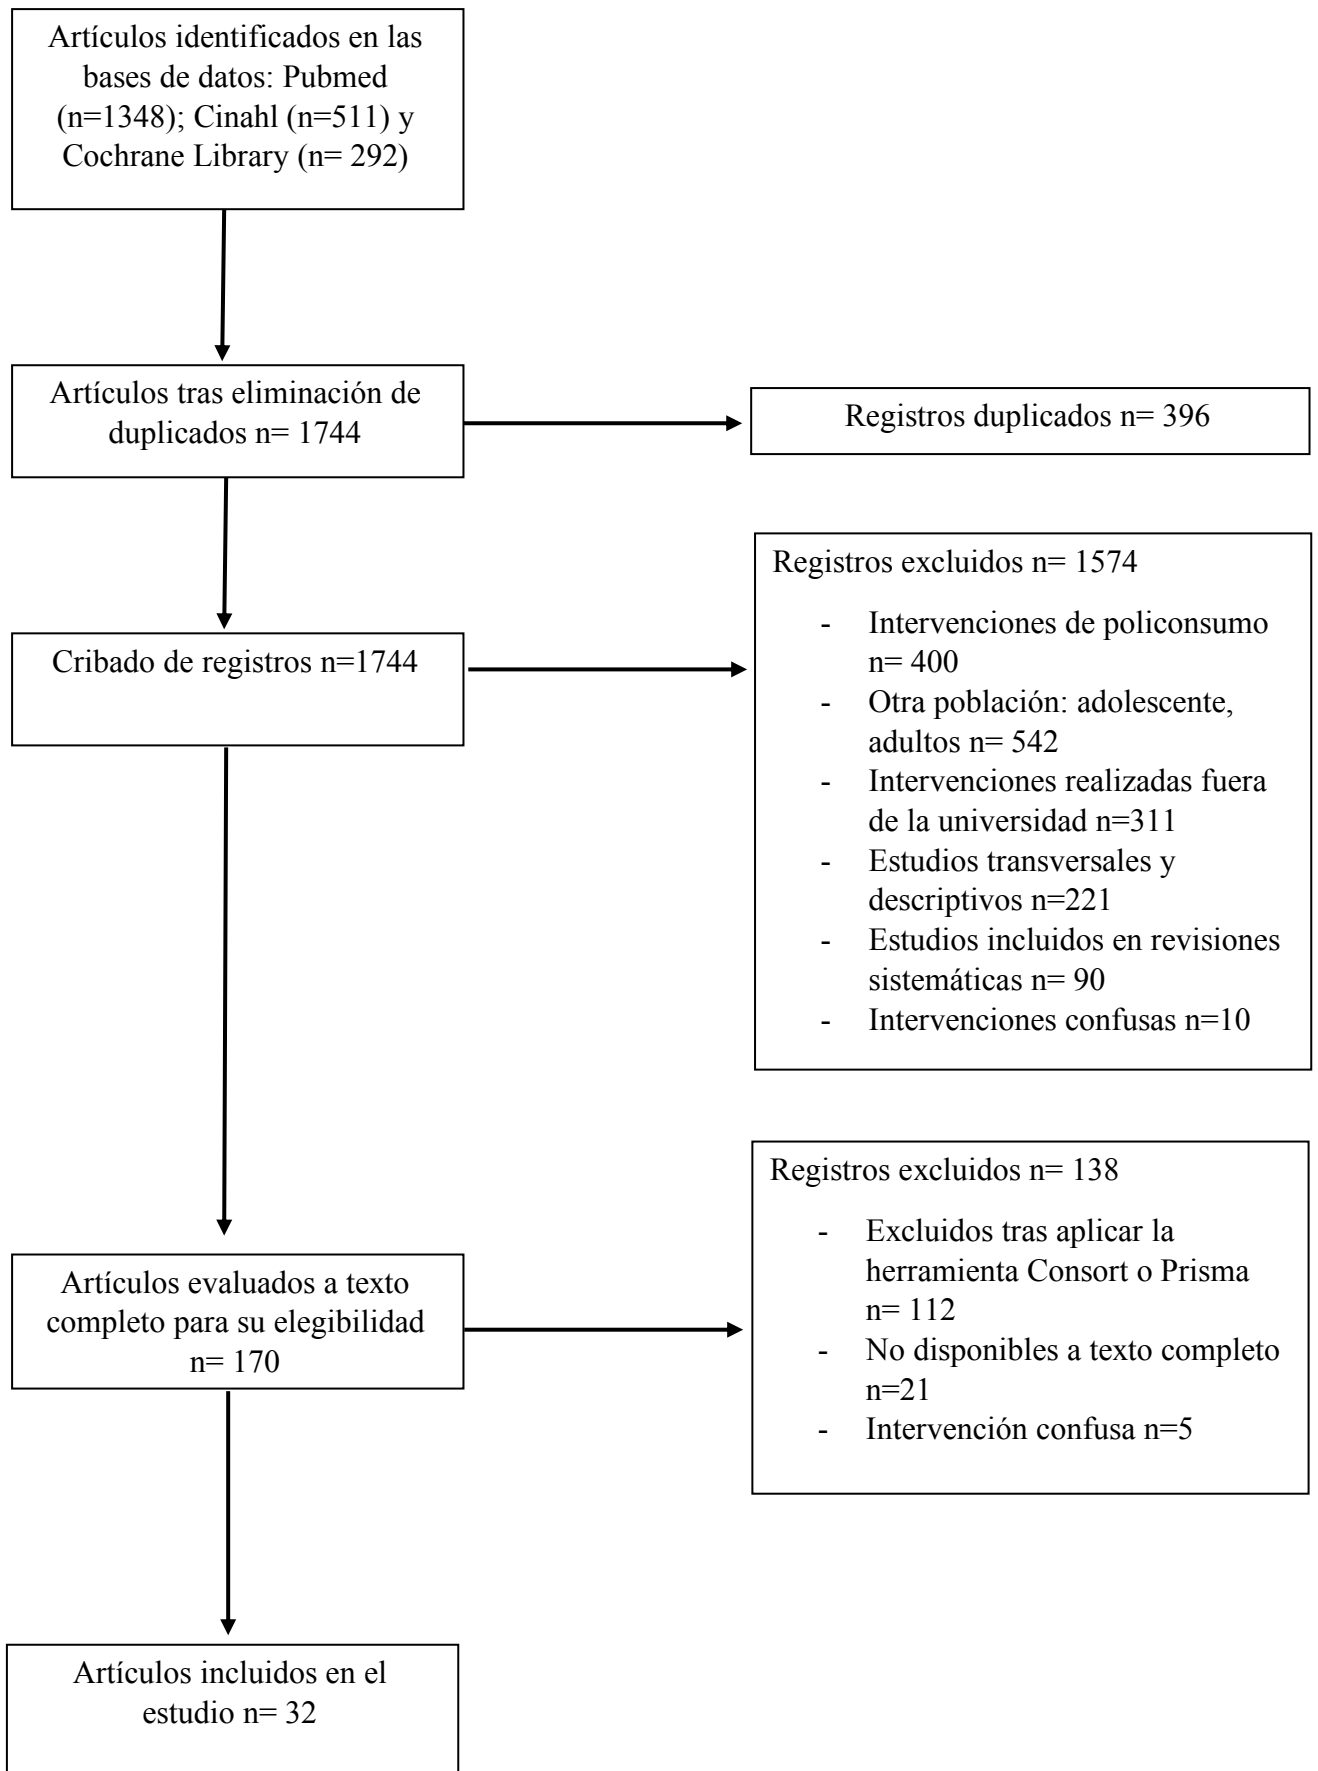 Artículos identificados en las
bases de datos: Pubmed
(n=1348); Cinahl (n=511) y
Cochrane Library (n= 292)
Artículos tras eliminación de
duplicados n= 1744
Registros duplicados n= 396
Cribado de registros n=1744
Registros excluidos n= 1574
- Intervenciones de policonsumo
n= 400
- Otra población: adolescente,
adultos n= 542
- Intervenciones realizadas fuera
de la universidad n=311
- Estudios transversales y
descriptivos n=221
- Estudios incluidos en revisiones
sistemáticas n= 90
- Intervenciones confusas n=10
Artículos evaluados a texto
completo para su elegibilidad
n= 170
Registros excluidos n= 138
- Excluidos tras aplicar la
herramienta Consort o Prisma
n= 112
- No disponibles a texto completo
n=21
- Intervención confusa n=5
Artículos incluidos en el
estudio n= 32